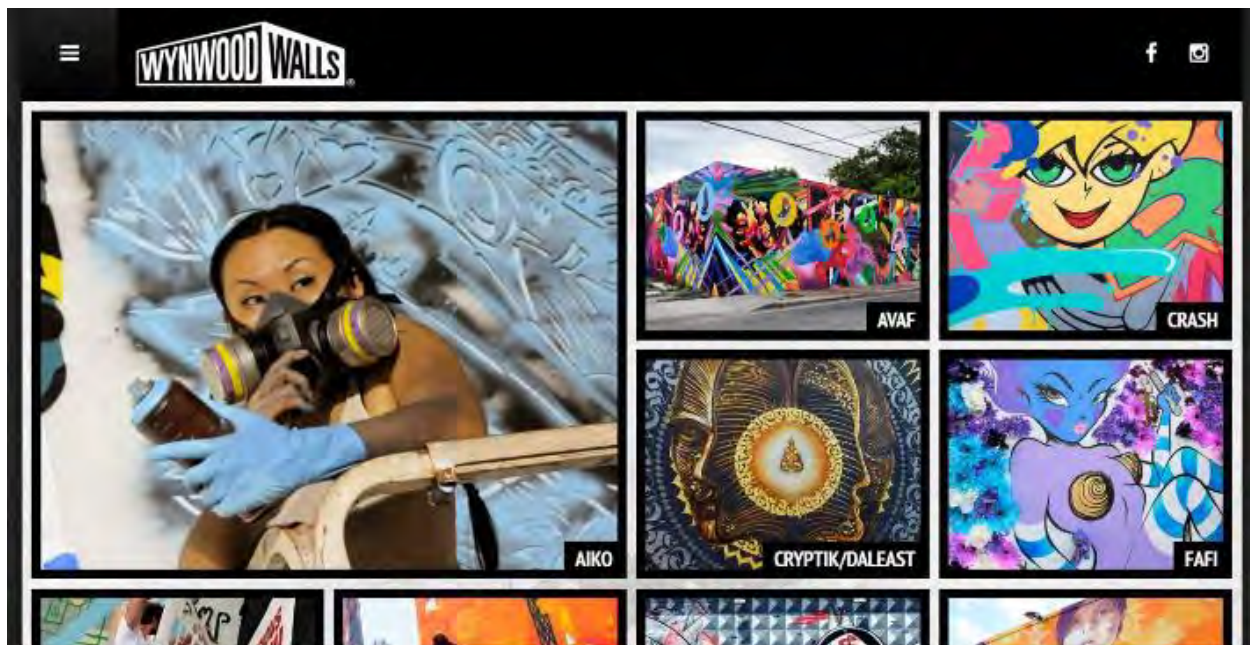 WYNWOOD WALLS®
AIKO
AVAF
CRASH
CRYPTIK/DALEAST
FAFI